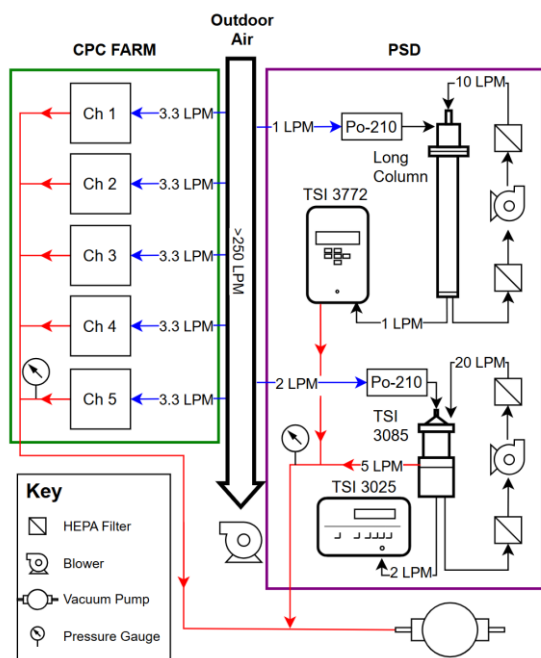 Outdoor
Air
CPC FARM
PSD
10 LPM
Ch 1
3.3 LPM
1 LPM
Po-210
Long
Column
Ch 2
3.3 LPM
TSI 3772
>250 LPM
Ch 3
3.3 LPM
Ch 4
3.3 LPM
1 LPM
20 LPM
2 LPM
Po-210
Ch 5
3.3 LPM
TSI
3085
5 LPM
TSI 3025
2 LPM
Key
HEPA Filter
Blower
Vacuum Pump
Pressure Gauge